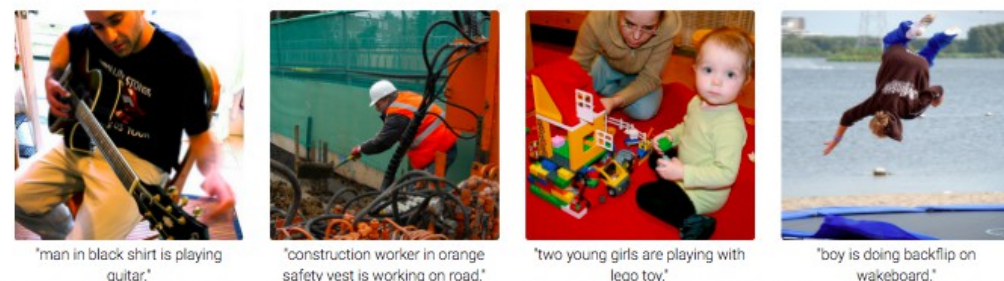 "man in black shirt is playing
guitar."
"construction worker in orange
safety vest is working on road."
"two young girls are playing with
lego toy."
"boy is doing backflip on
wakeboard."